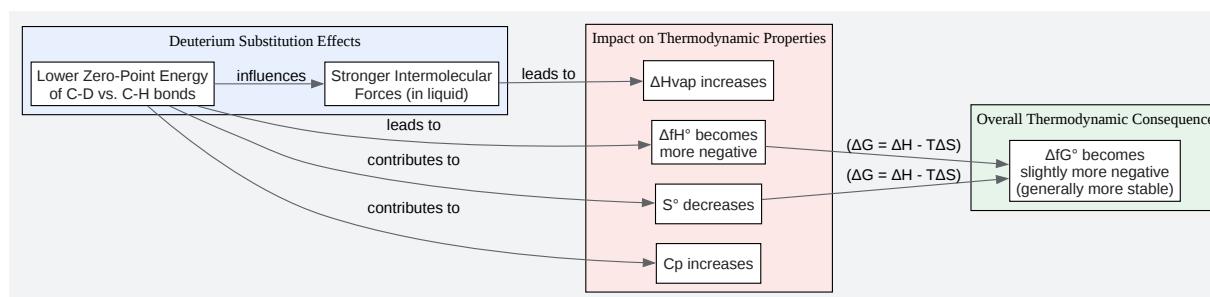 Deuterium Substitution Effects
Lower Zero-Point Energy
of C-D vs. C-H bonds
influences
Stronger Intermolecular
Forces (in liquid)
leads to
leads to
contributes to
contributes to
Impact on Thermodynamic Properties
ΔHvap increases
ΔfH° becomes
more negative
S° decreases
Cp increases
(ΔG = ΔH - TΔS)
(ΔG = ΔH - TΔS)
Overall Thermodynamic Consequence
ΔfG° becomes
slightly more negative
(generally more stable)